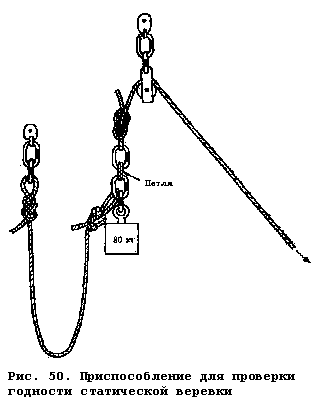 Петля
80 кг
Рис. 50. Приспособление для проверки
годности статической веревки